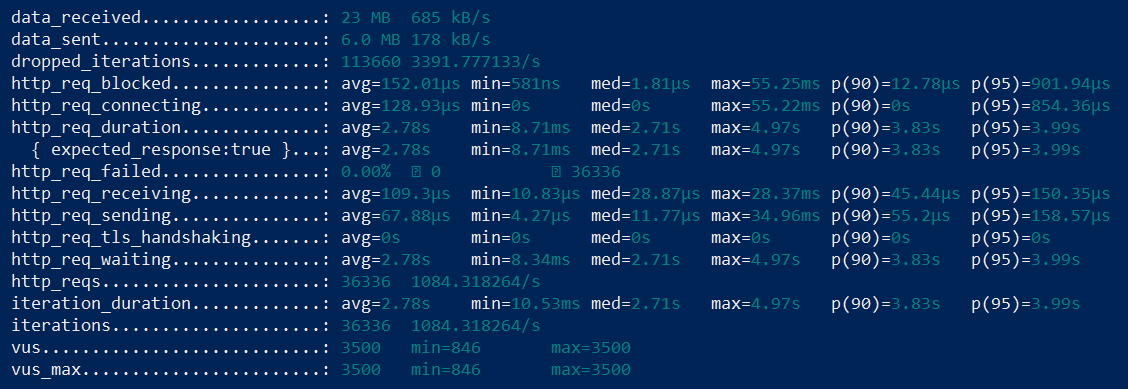 data_received..................: 23 MB  685 kB/s
data_sent......................: 6.0 MB 178 kB/s
dropped_iterations.............: 113660 3391.777133/s
http_req_blocked...............: avg=152.01µs min=581ns   med=1.81µs  max=55.25ms p(90)=12.78µs p(95)=901.94µs
http_req_connecting............: avg=128.93µs min=0s      med=0s      max=55.22ms p(90)=0s      p(95)=854.36µs
http_req_duration..............: avg=2.78s    min=8.71ms  med=2.71s   max=4.97s   p(90)=3.83s   p(95)=3.99s
  { expected_response:true }...: avg=2.78s    min=8.71ms  med=2.71s   max=4.97s   p(90)=3.83s   p(95)=3.99s
http_req_failed................: 0.00%  ⍰ 0           ⍰ 36336
http_req_receiving.............: avg=109.3µs  min=10.83µs med=28.87µs max=28.37ms p(90)=45.44µs p(95)=150.35µs
http_req_sending...............: avg=67.88µs  min=4.27µs  med=11.77µs max=34.96ms p(90)=55.2µs  p(95)=158.57µs
http_req_tls_handshaking.......: avg=0s       min=0s      med=0s      max=0s      p(90)=0s      p(95)=0s
http_req_waiting...............: avg=2.78s    min=8.34ms  med=2.71s   max=4.97s   p(90)=3.83s   p(95)=3.99s
http_reqs......................: 36336  1084.318264/s
iteration_duration.............: avg=2.78s    min=10.53ms med=2.71s   max=4.97s   p(90)=3.83s   p(95)=3.99s
iterations.....................: 36336  1084.318264/s
vus............................: 3500   min=846       max=3500
vus_max........................: 3500   min=846       max=3500